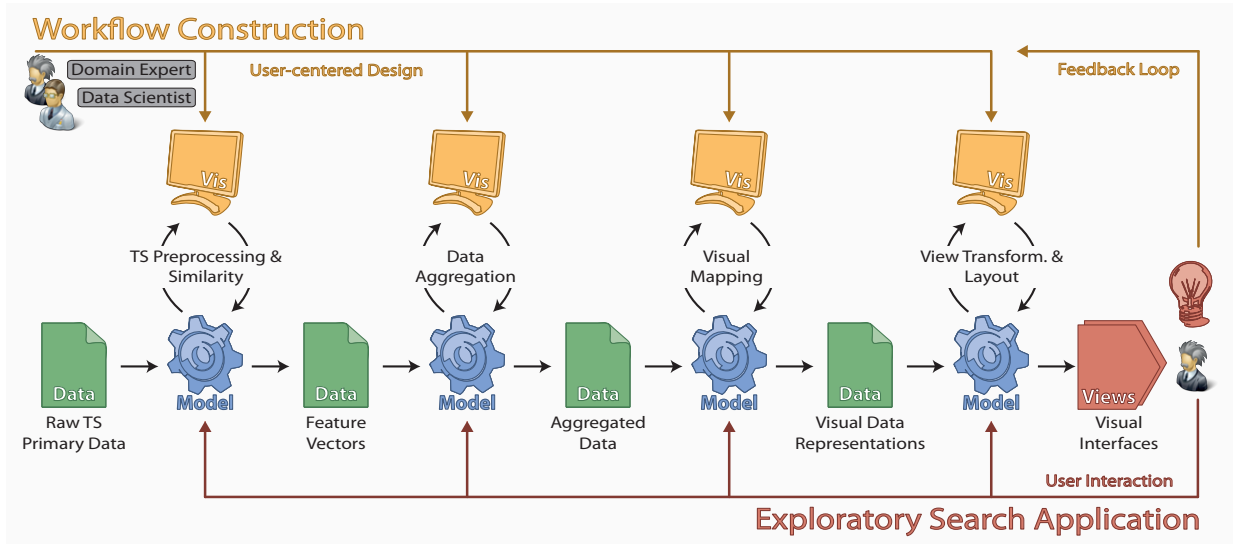 Workflow Construction
Domain Expert
Data Scientist
User-centered Design
Feedback Loop
Vis
Vis
Vis
Vis
TS Preprocessing &
Similarity
Data
Aggregation
Visual
Mapping
View Transform. &
Layout
Data
Model
Data
Model
Data
Model
Data
Model
Views
Raw TS
Primary Data
Feature
Vectors
Aggregated
Data
Visual Data
Representations
Visual
Interfaces
User Interaction
Exploratory Search Application